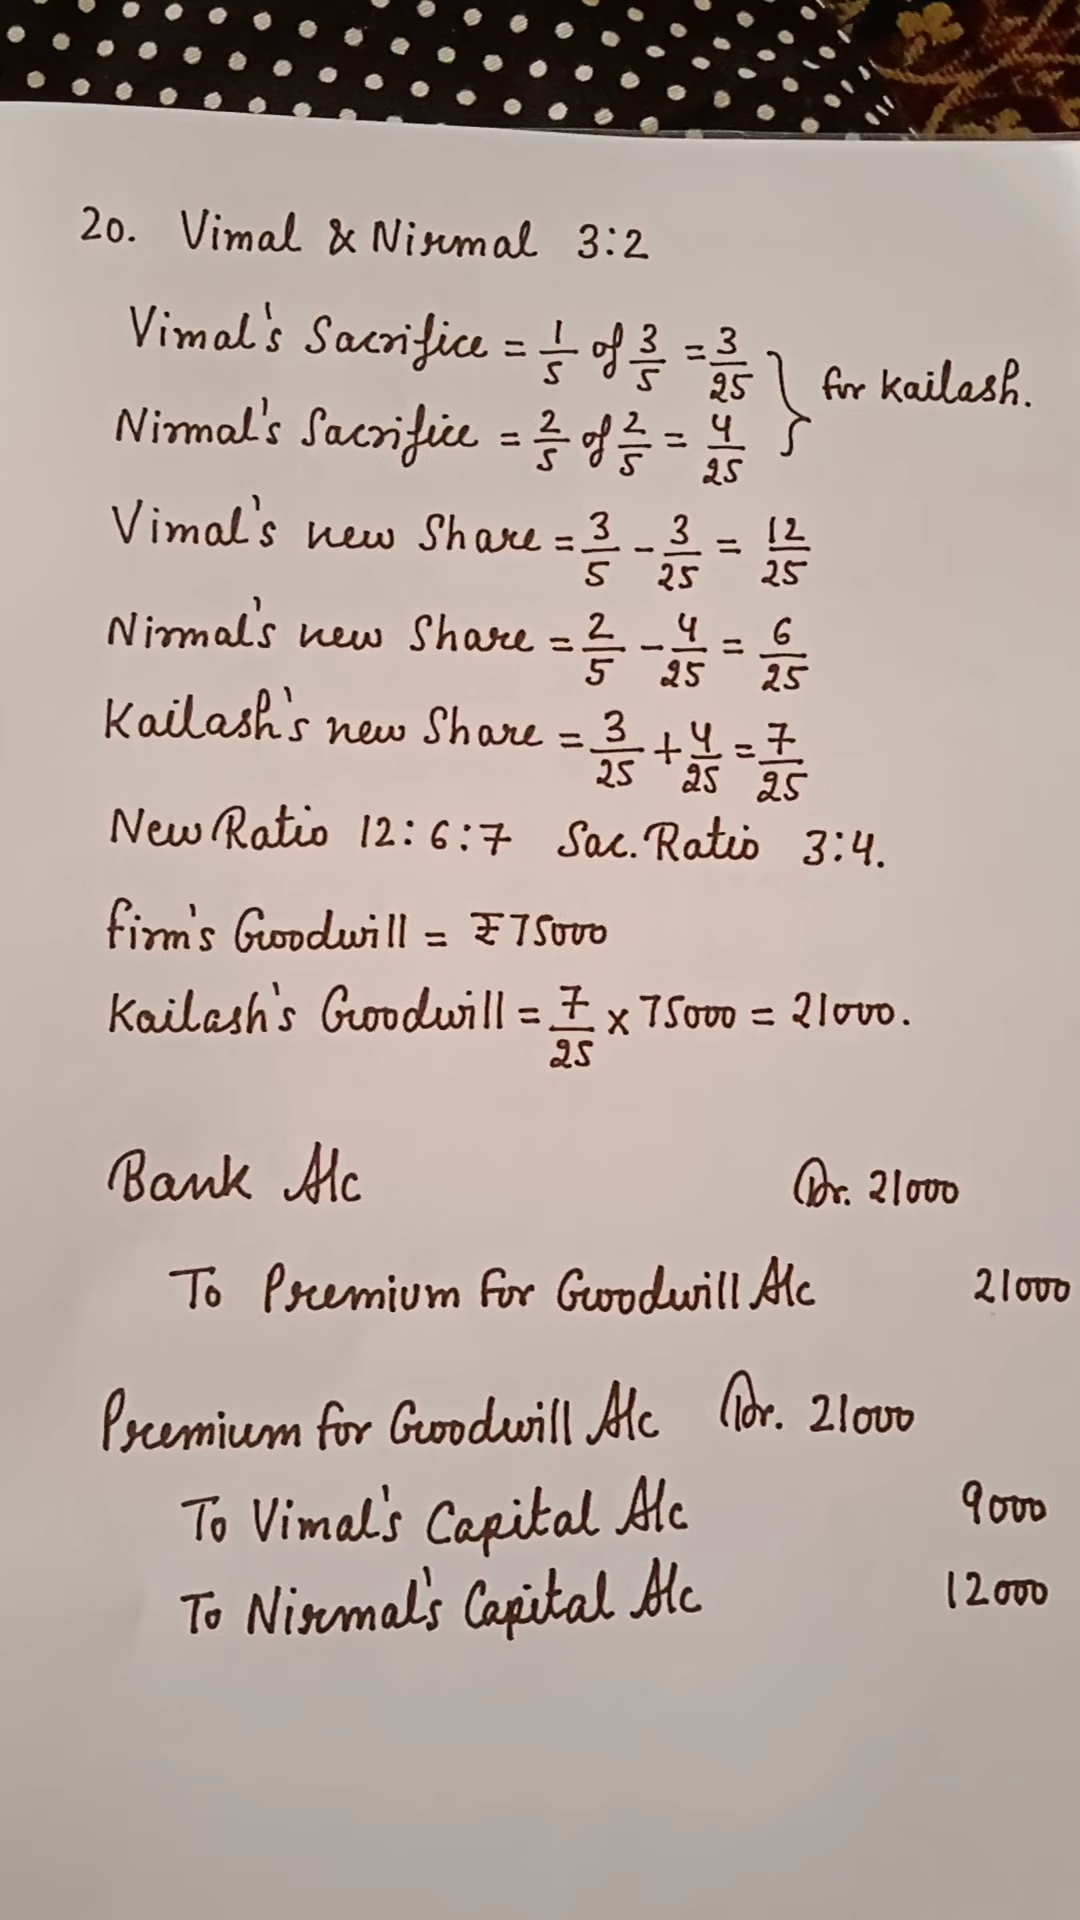 20. Vimal & Nirmal 3:2
Vimal's Sacrifice = 1/5 of 3/5 = 3/25 } for Kailash.
Nirmal's Sacrifice = 2/5 of 2/5 = 4/25
Vimal's new Share = 3/5 - 3/25 = 12/25
Nirmal's new Share = 2/5 - 4/25 = 6/25
Kailash's new Share = 3/25 + 4/25 = 7/25
New Ratio 12:6:7 Sac. Ratio 3:4.
firm's Goodwill = ₹75000
Kailash's Goodwill = 7/25 x 75000 = 21000.
Bank A/c Dr. 21000
To Premium for Goodwill A/c 21000
Premium for Goodwill A/c Dr. 21000
To Vimal's Capital A/c 9000
To Nirmal's Capital A/c 12000